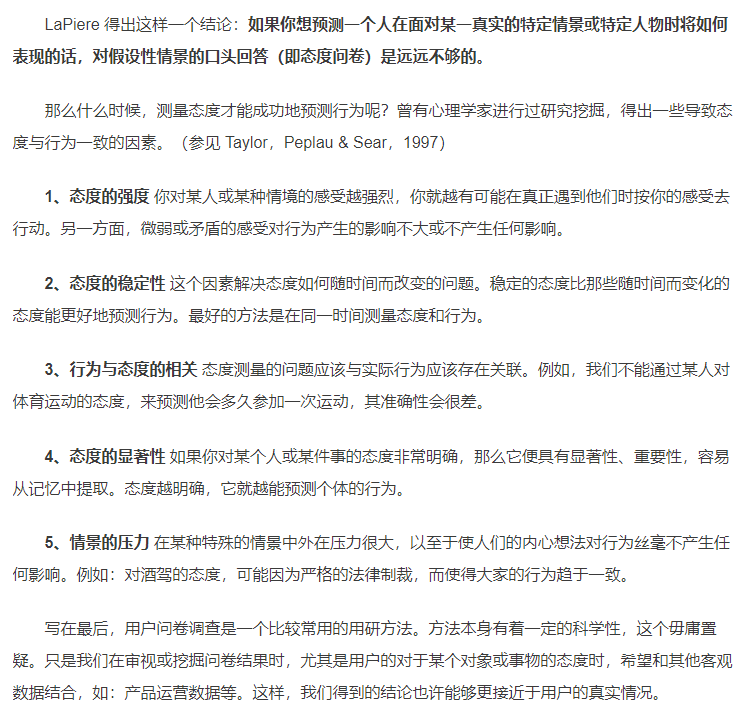 LaPiere 得出这样一个结论：如果你想预测一个人在面对某一真实的特定情景或特定人物时将如何
表现的话，对假设性情景的口头回答（即态度问卷）是远远不够的。
那么什么时候，测量态度才能成功地预测行为呢？曾有心理学家进行过研究挖掘，得出一些导致态
度与行为一致的因素。（参见 Taylor，Peplau & Sear，1997）
1、态度的强度 你对某人或某种情境的感受越强烈，你就越有可能在真正遇到他们时按你的感受去
行动。另一方面，微弱或矛盾的感受对行为产生的影响不大或不产生任何影响。
2、态度的稳定性 这个因素解决态度如何随时间而改变的问题。稳定的态度比那些随时间而变化的
态度能更好地预测行为。最好的方法是在同一时间测量态度和行为。
3、行为与态度的相关 态度测量的问题应该与实际行为应该存在关联。例如，我们不能通过某人对
体育运动的态度，来预测他会多久参加一次运动，其准确性会很差。
4、态度的显著性 如果你对某个人或某件事的态度非常明确，那么它便具有显著性、重要性，容易
从记忆中提取。态度越明确，它就越能预测个体的行为。
5、情景的压力 在某种特殊的情景中外在压力很大，以至于使人们的内心想法对行为丝毫不产生任
何影响。例如：对酒驾的态度，可能因为严格的法律制裁，而使得大家的行为趋于一致。
写在最后，用户问卷调查是一个比较常用的用研方法。方法本身有着一定的科学性，这个毋庸置
疑。只是我们在审视或挖掘问卷结果时，尤其是用户的对于某个对象或事物的态度时，希望和其他客观
数据结合，如：产品运营数据等。这样，我们得到的结论也许能够更接近于用户的真实情况。